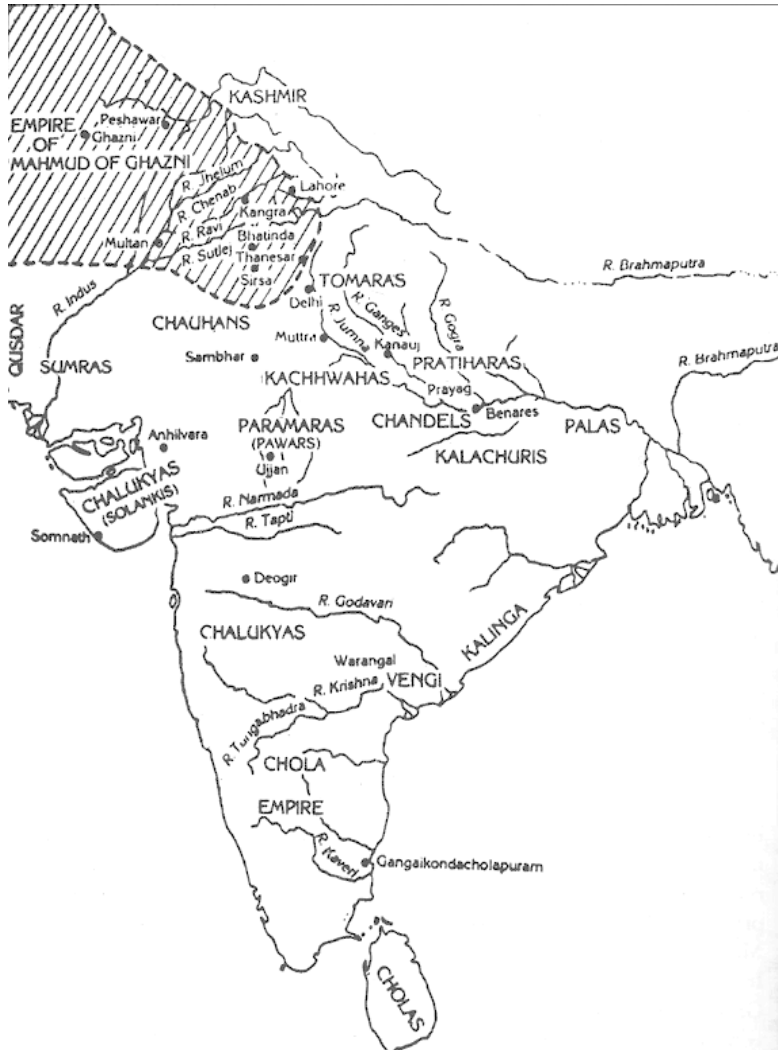 KASHMIR
Peshawar
EMPIRE
Ghazni
OF
MAHMUD OF GHAZNI
R. Jhelum
Lahore
R. Chenab
Kangra
R. Ravi
Multan
Bhatinda
R. Sutlej
Thanesar
Sirsa
TOMARAS
R. Brahmaputra
R. Indus
Delhi
R. Ganges
R. Gogra
QUSDAR
CHAUHANS
R. Jumna
Muttra
Kanauj
SUMRAS
Sambhar
PRATIHARAS
R. Brahmaputra
KACHHWAHAS
Prayag
Benares
PARAMARAS
(PAWARS)
CHANDELS
PALAS
Anhilvara
KALACHURIS
Ujjan
CHALUKYAS
(SOLANKIS)
R. Narmada
R. Tapti
Somnath
Deogir
R. Godavari
CHALUKYAS
KALINGA
Warangal
R. Krishna
VENGI
R. Tungabhadra
CHOLA
EMPIRE
R. Kaveri
Gangaikondacholapuram
CHOLAS